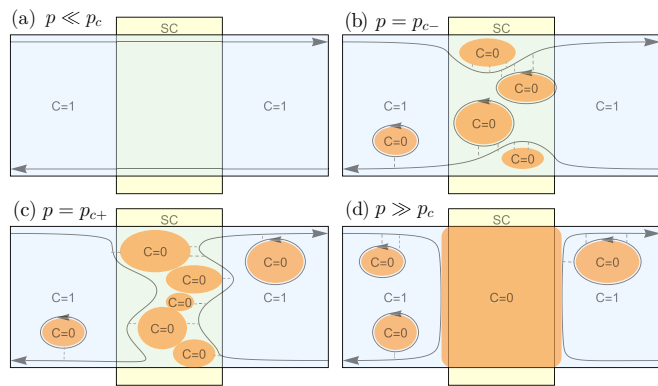 (a) p ≪ p_c
SC
C=1
C=1
(b) p = p_{c−}
SC
C=0
C=0
C=1
C=0
C=1
C=0
C=0
(c) p = p_{c+}
SC
C=0
C=0
C=0
C=1
C=0
C=1
C=0
C=0
C=0
(d) p ≫ p_c
SC
C=0
C=0
C=1
C=0
C=1
C=0